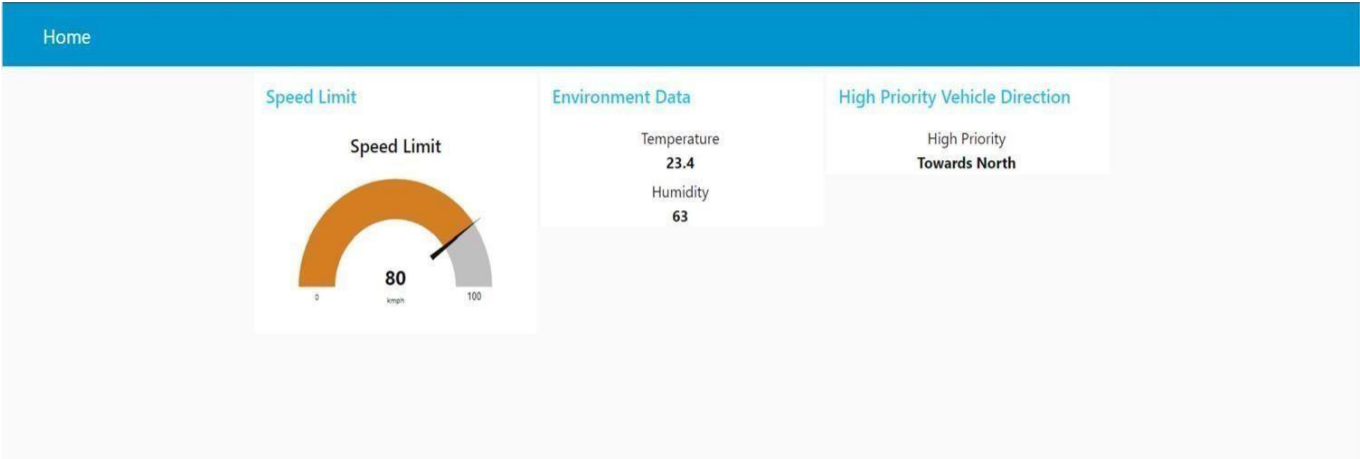 Home
Speed Limit
Speed Limit
80
kmph
0
100
Environment Data
Temperature
23.4
Humidity
63
High Priority Vehicle Direction
High Priority
Towards North